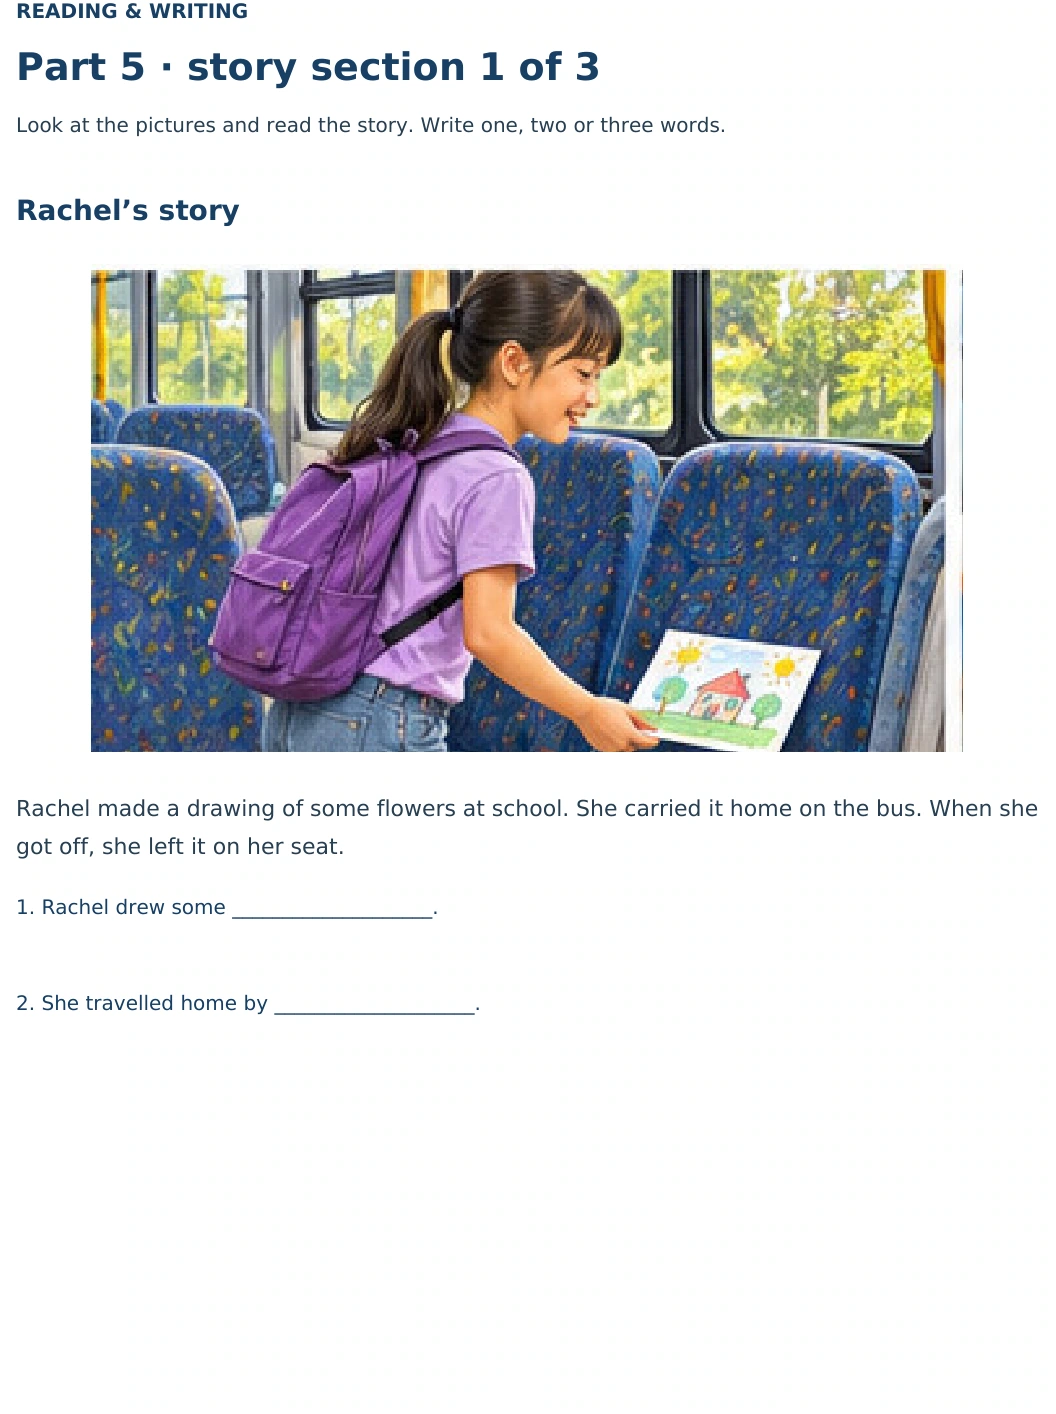 READING & WRITING
Part 5 · story section 1 of 3
Look at the pictures and read the story. Write one, two or three words.
Rachel’s story
Rachel made a drawing of some flowers at school. She carried it home on the bus. When she
got off, she left it on her seat.
1. Rachel drew some ____________________.
2. She travelled home by ____________________.